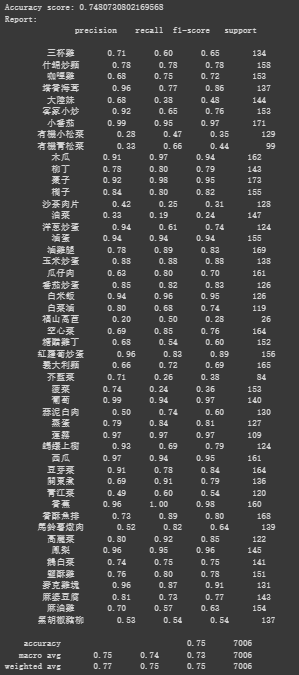 Accuracy score: 0.7480730802169568
Report:
precision recall f1-score support
三杯雞 0.71 0.60 0.65 134
什錦炒麵 0.78 0.78 0.78 158
咖哩雞 0.68 0.75 0.72 153
塔香海茸 0.96 0.77 0.86 137
大陸妹 0.68 0.38 0.48 144
客家小炒 0.92 0.65 0.76 153
小番茄 0.99 0.95 0.97 171
有機小松菜 0.28 0.47 0.35 129
有機青松菜 0.33 0.66 0.44 99
木瓜 0.91 0.97 0.94 162
柳丁 0.78 0.80 0.79 143
棗子 0.92 0.98 0.95 173
橘子 0.84 0.80 0.82 155
沙茶肉片 0.42 0.25 0.31 128
油菜 0.33 0.19 0.24 147
洋蔥炒蛋 0.94 0.61 0.74 124
滷蛋 0.94 0.94 0.94 155
滷雞腿 0.78 0.89 0.83 169
玉米炒蛋 0.88 0.88 0.88 138
瓜仔肉 0.63 0.80 0.70 161
番茄炒蛋 0.85 0.82 0.83 126
白米飯 0.94 0.96 0.95 126
白菜滷 0.80 0.68 0.74 119
福山萵苣 0.20 0.50 0.28 26
空心菜 0.69 0.85 0.76 164
糖醋雞丁 0.68 0.54 0.60 152
紅蘿蔔炒蛋 0.96 0.83 0.89 156
義大利麵 0.66 0.72 0.69 165
芥藍菜 0.71 0.26 0.38 84
菠菜 0.74 0.24 0.36 153
葡萄 0.99 0.94 0.97 140
蒜泥白肉 0.50 0.74 0.60 130
蒸蛋 0.79 0.84 0.81 127
蓮霧 0.97 0.97 0.97 109
螞蟻上樹 0.93 0.69 0.79 124
西瓜 0.97 0.94 0.95 161
豆芽菜 0.91 0.78 0.84 164
關東煮 0.69 0.91 0.79 136
青江菜 0.49 0.60 0.54 120
香蕉 0.96 1.00 0.98 160
香酥魚排 0.73 0.89 0.80 168
馬鈴薯燉肉 0.52 0.82 0.64 139
高麗菜 0.80 0.92 0.85 122
鳳梨 0.96 0.95 0.96 145
鵝白菜 0.74 0.75 0.75 141
鹽酥雞 0.76 0.80 0.78 151
麥克雞塊 0.96 0.87 0.91 131
麻婆豆腐 0.81 0.73 0.77 143
麻油雞 0.70 0.57 0.63 154
黑胡椒豬柳 0.53 0.54 0.54 137
accuracy 0.75 7006
macro avg 0.75 0.74 0.73 7006
weighted avg 0.77 0.75 0.75 7006